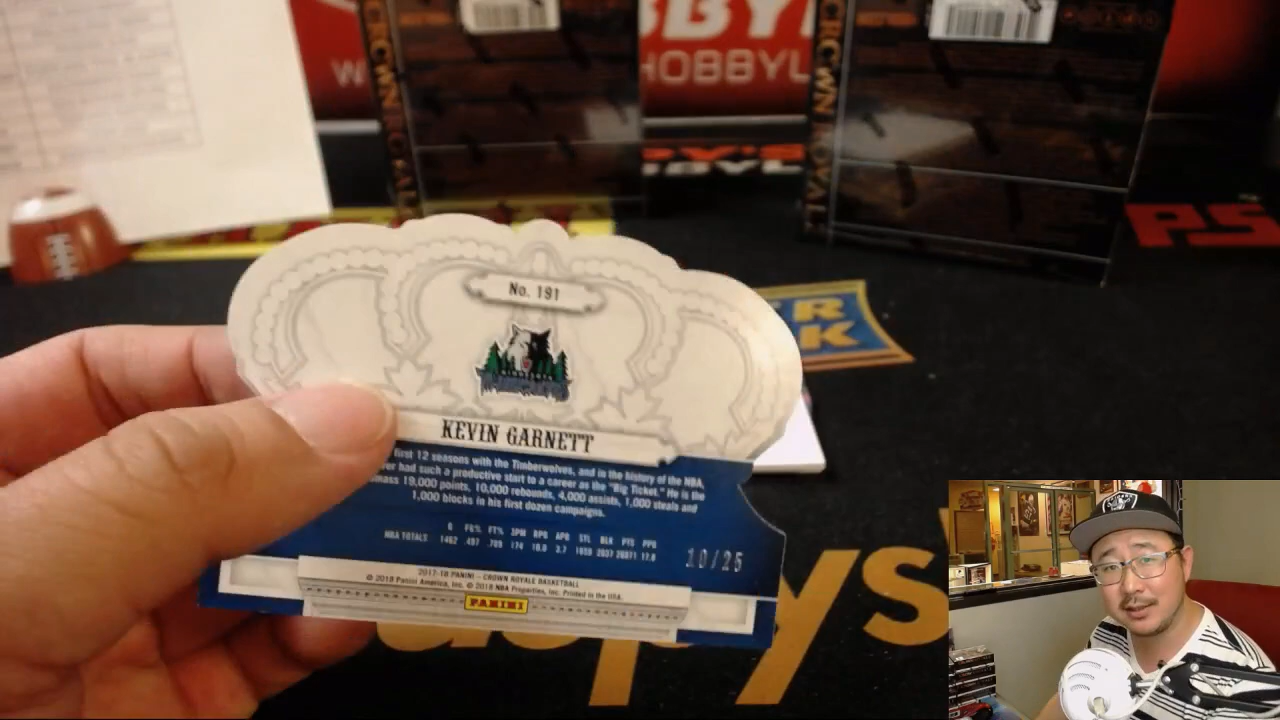 BBY
HOBBYL
CROWN ROYALE
CROWN ROYALE
PS
R
K
No. 191
KEVIN GARNETT
first 12 seasons with the Timberwolves, and in the history of the NBA,
had such a productive start to a career as the "Big Ticket." He is the
19,000 points, 10,000 rebounds, 4,000 assists, 1,000 steals and
1,000 blocks in his first dozen campaigns.
G FG% FT% 3PM RPG APG STL BLK PTS PPG
NBA TOTALS 1462 .497 .789 174 10.0 3.7 1859 2037 26071 17.8
10/25
2017-18 PANINI – CROWN ROYALE BASKETBALL
© 2018 Panini America, Inc. © 2018 NBA Properties, Inc. Printed in the USA.
PANINI
ys